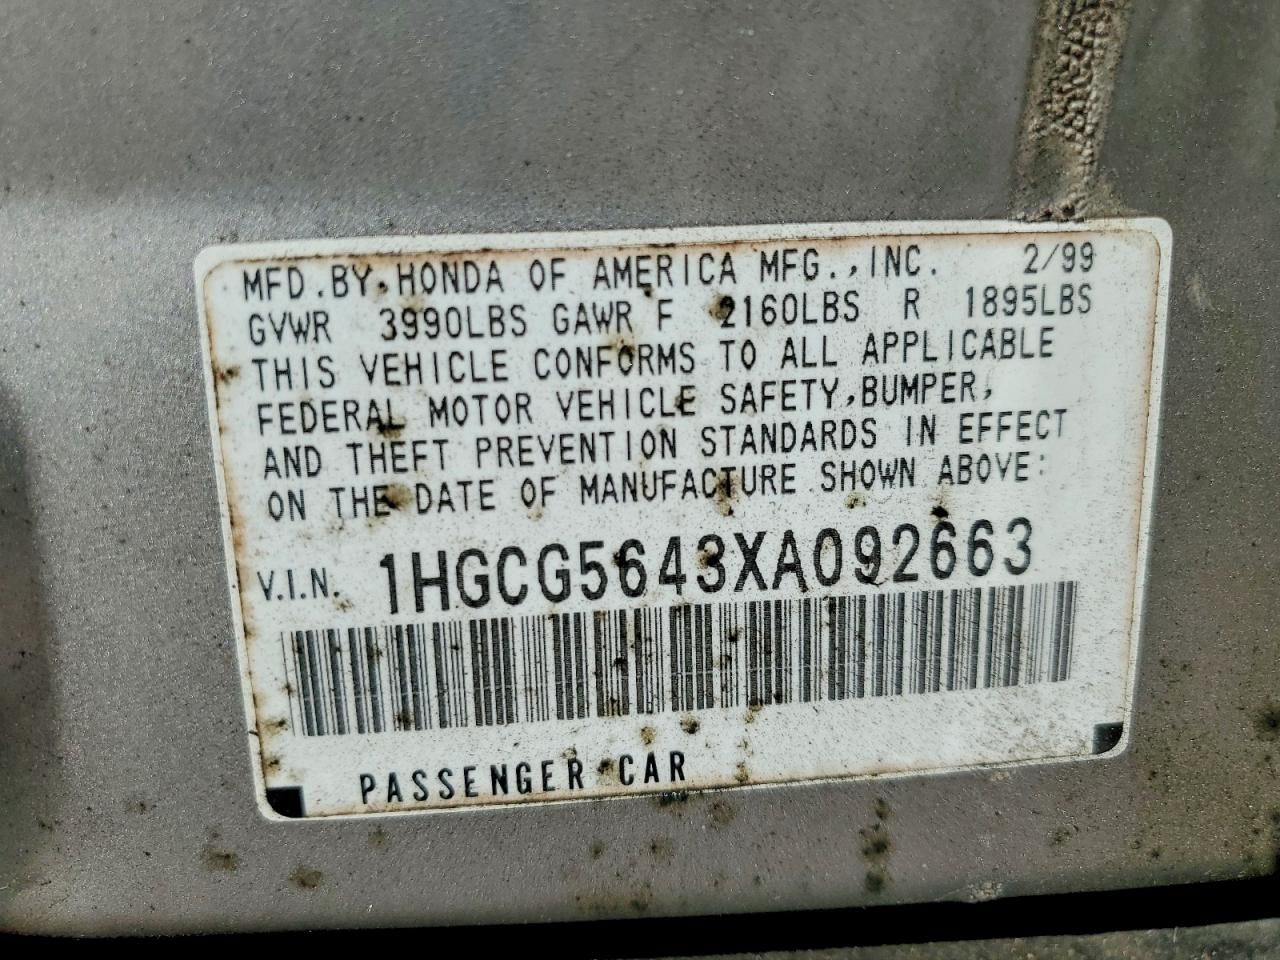 MFD.BY HONDA OF AMERICA MFG.,INC. 2/99
GVWR 3990LBS GAWR F 2160LBS R 1895LBS
THIS VEHICLE CONFORMS TO ALL APPLICABLE
FEDERAL MOTOR VEHICLE SAFETY,BUMPER,
AND THEFT PREVENTION STANDARDS IN EFFECT
ON THE DATE OF MANUFACTURE SHOWN ABOVE:
V.I.N. 1HGCG5643XA092663
PASSENGER CAR